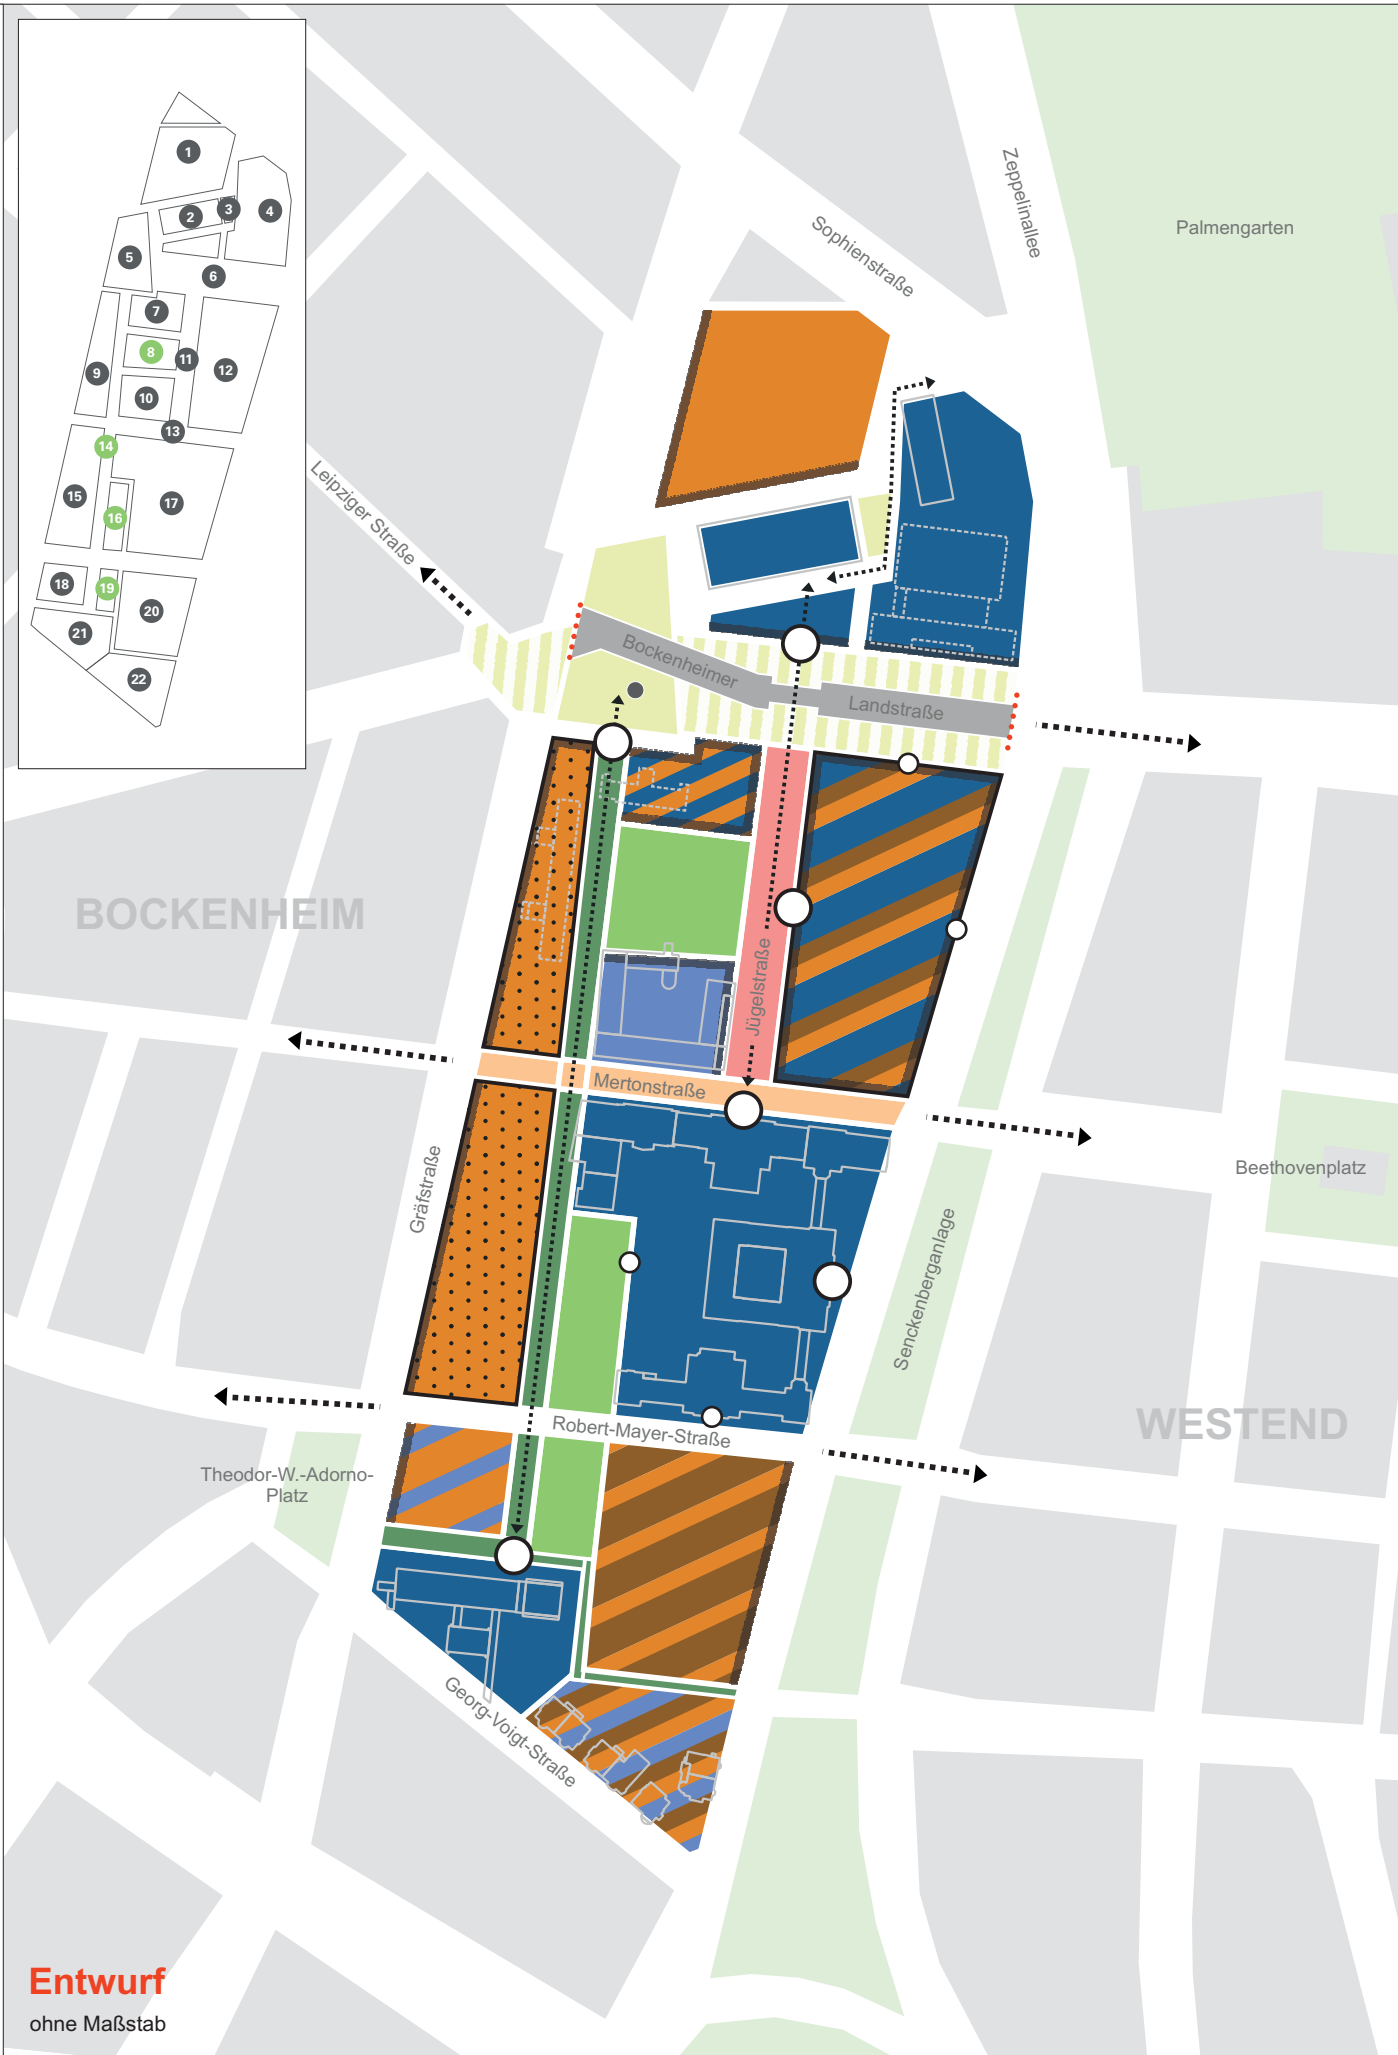 1
2
3
4
5
6
7
8
9
10
11
12
13
14
15
16
17
18
19
20
21
22
Zeppelinallee
Palmengarten
Sophienstraße
Leipziger Straße
Bockenheimer
Landstraße
BOCKENHEIM
Jügelstraße
Mertonstraße
Gräfstraße
Beethovenplatz
Senckenberganlage
WESTEND
Robert-Mayer-Straße
Theodor-W.-Adorno-
Platz
Georg-Voigt-Straße
Entwurf
ohne Maßstab